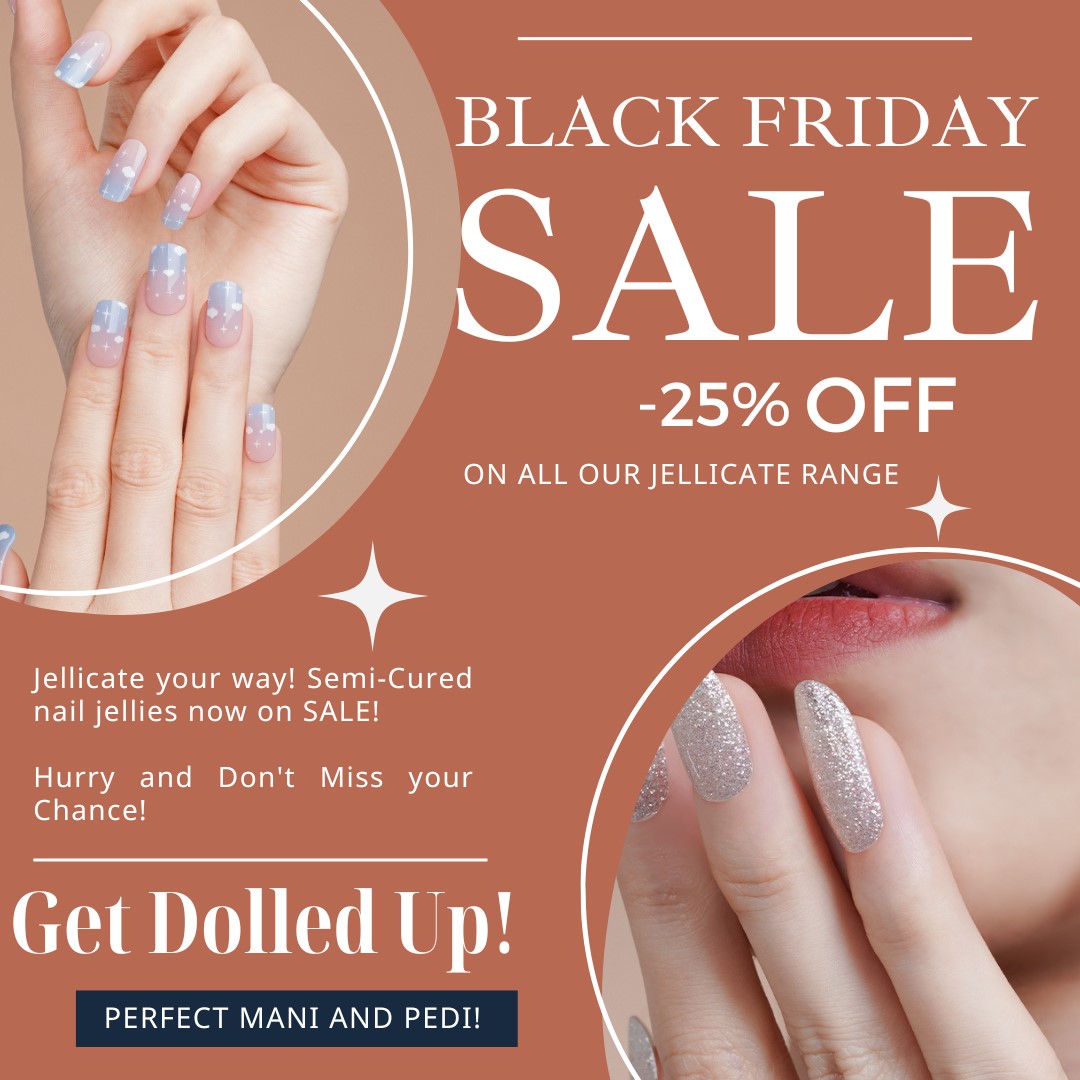 BLACK FRIDAY
SALE
-25% OFF
ON ALL OUR JELLICATE RANGE
Jellicate your way! Semi-Cured
nail jellies now on SALE!
Hurry and Don't Miss your
Chance!
Get Dolled Up!
PERFECT MANI AND PEDI!